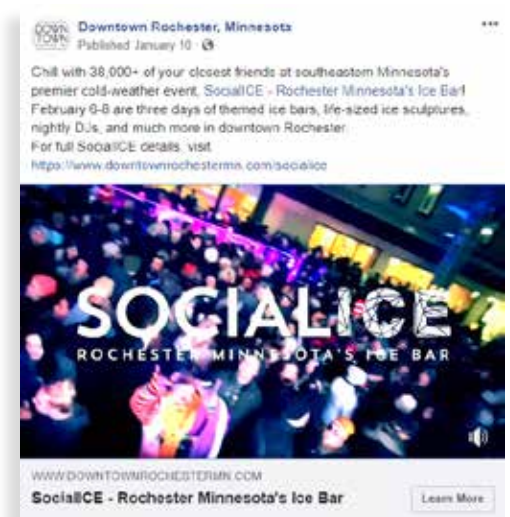 DOWN
TOWN
Downtown Rochester, Minnesota
Published January 10 ·
Chill with 38,000+ of your closest friends at southeastern Minnesota's
premier cold-weather event, SocialICE - Rochester Minnesota's Ice Bar!
February 6-8 are three days of themed ice bars, life-sized ice sculptures,
nightly DJs, and much more in downtown Rochester.
For full SocialICE details, visit
https://www.downtownrochestermn.com/socialice
SOCIALICE
ROCHESTER MINNESOTA'S ICE BAR
WWW.DOWNTOWNROCHESTERMN.COM
SocialICE - Rochester Minnesota's Ice Bar
Learn More